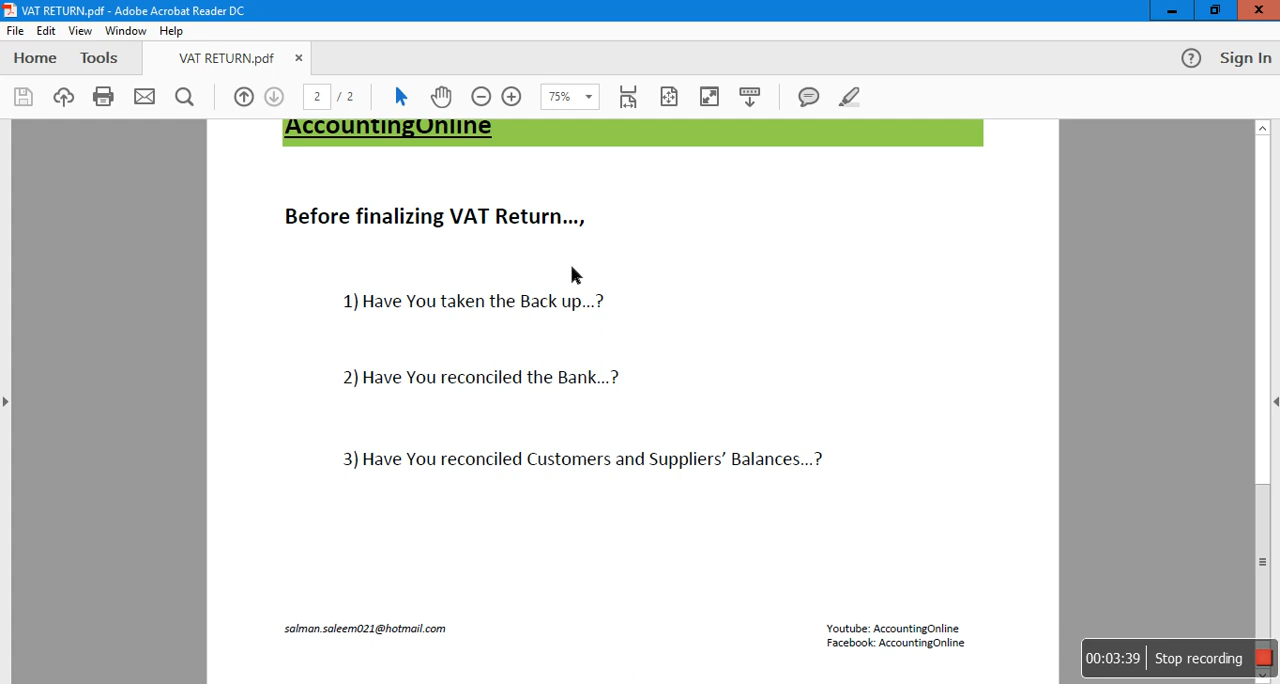 VAT RETURN.pdf - Adobe Acrobat Reader DC
File Edit View Window Help
Home Tools VAT RETURN.pdf × ? Sign In
2 / 2 75%
AccountingOnline
Before finalizing VAT Return...,
1) Have You taken the Back up...?
2) Have You reconciled the Bank...?
3) Have You reconciled Customers and Suppliers’ Balances...?
salman.saleem021@hotmail.com
Youtube: AccountingOnline
Facebook: AccountingOnline
00:03:39 Stop recording